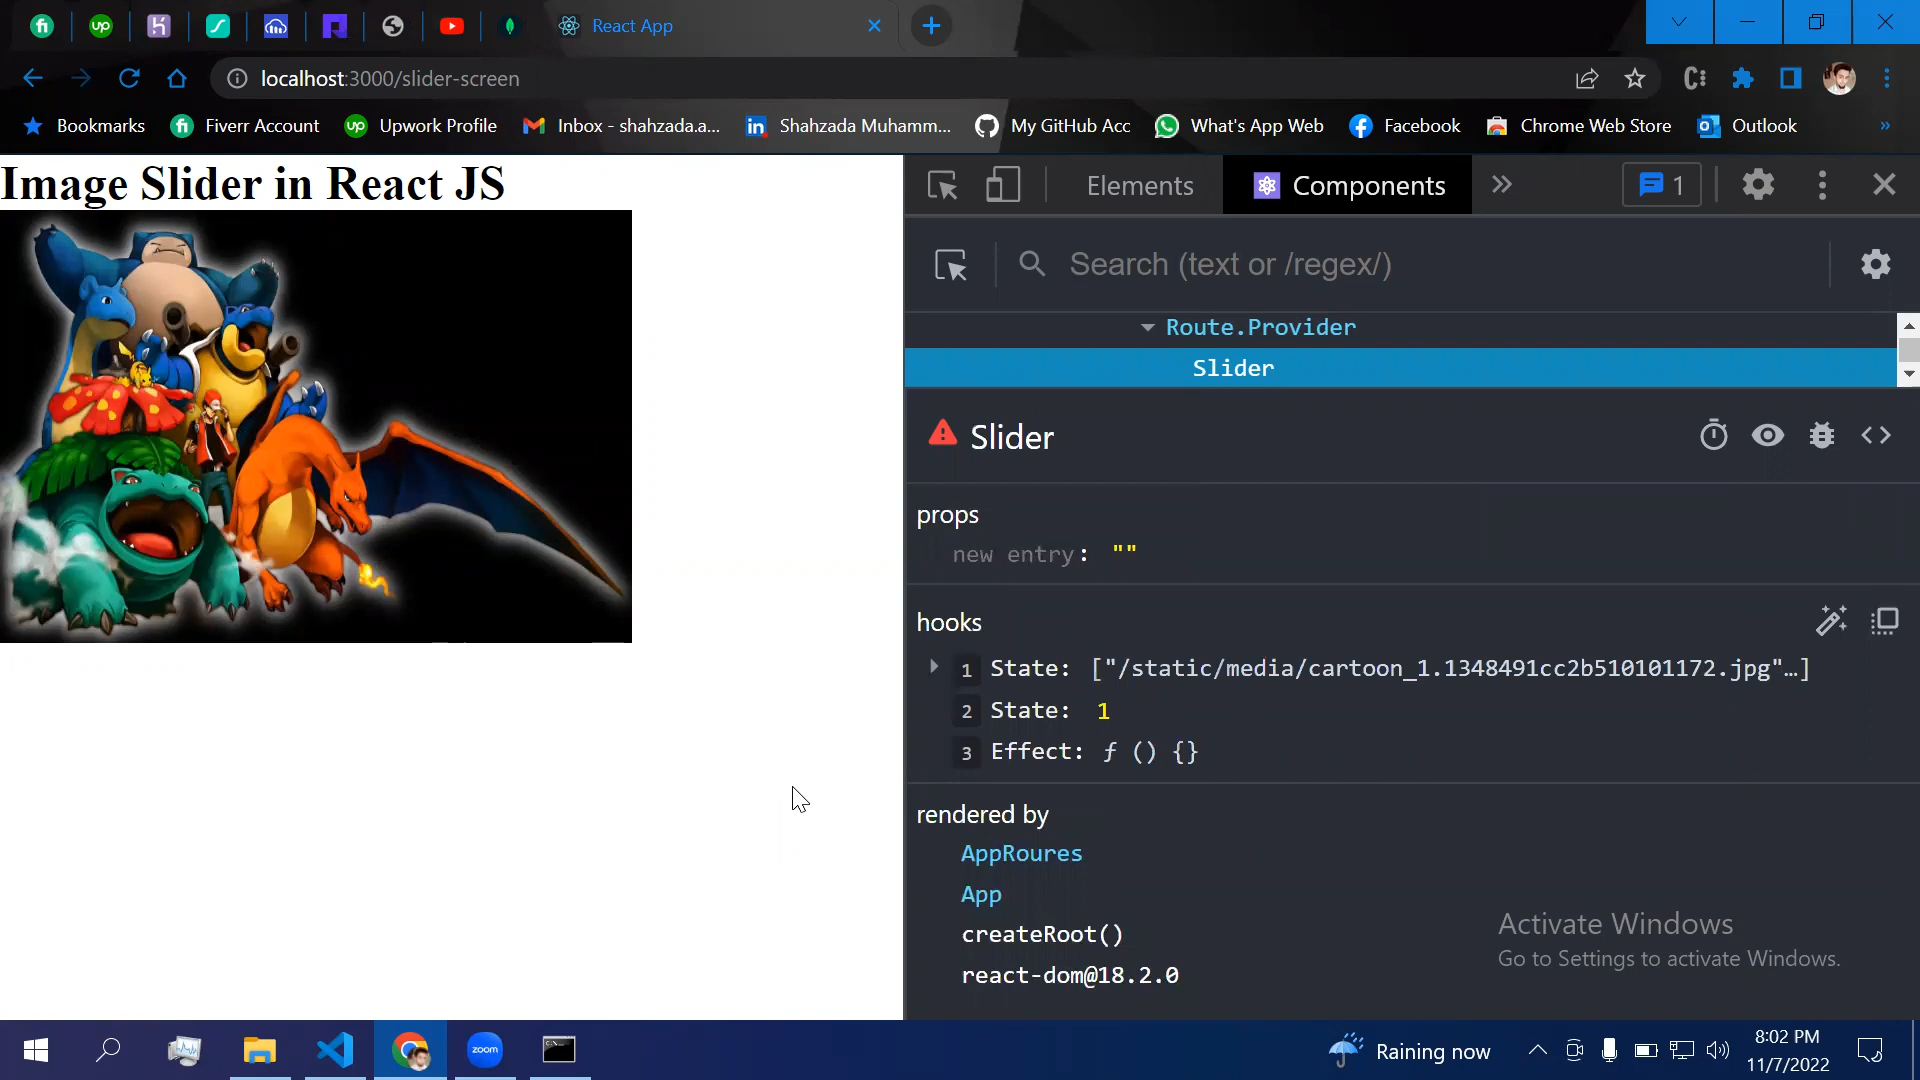 React App
localhost:3000/slider-screen
Bookmarks
Fiverr Account
Upwork Profile
Inbox - shahzada.a...
Shahzada Muhamm...
My GitHub Acc
What's App Web
Facebook
Chrome Web Store
Outlook
»
Image Slider in React JS
Elements
Components
1
Search (text or /regex/)
Route.Provider
Slider
Slider
props
new entry: ""
hooks
1 State: ["/static/media/cartoon_1.1348491cc2b510101172.jpg"…]
2 State: 1
3 Effect: ƒ () {}
rendered by
AppRoures
App
createRoot()
react-dom@18.2.0
Activate Windows
Go to Settings to activate Windows.
zoom
Raining now
8:02 PM
11/7/2022